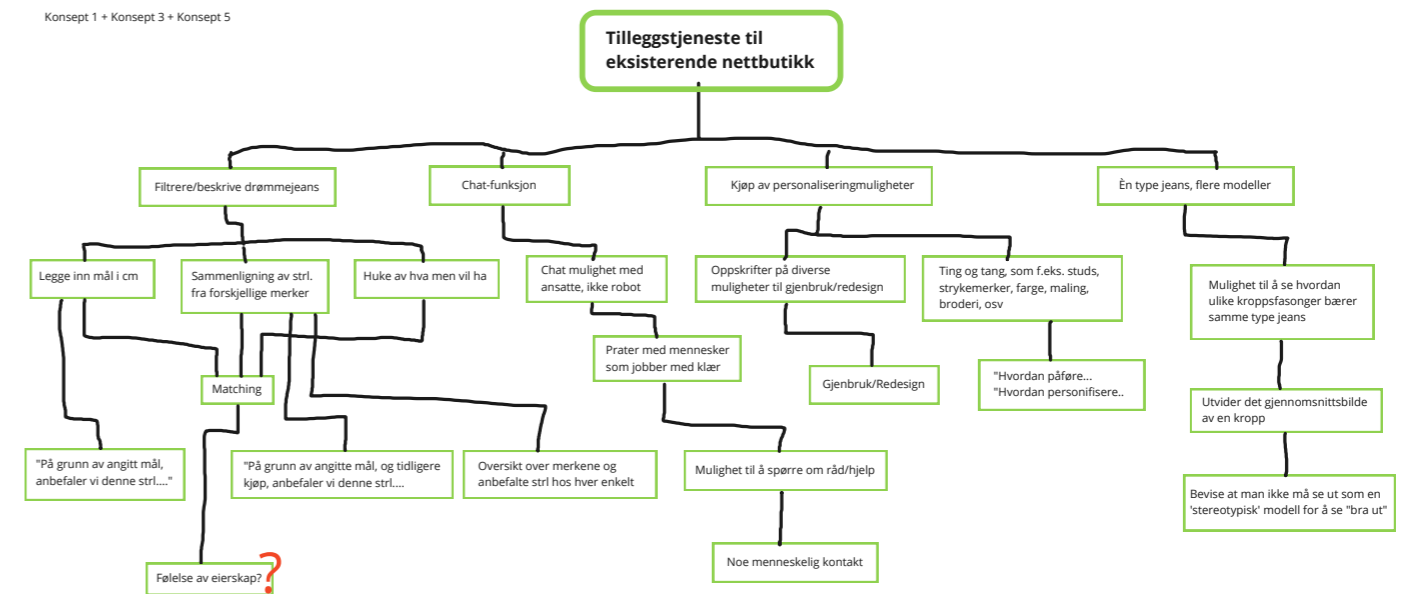 Konsept 1 + Konsept 3 + Konsept 5
Tilleggstjeneste til
eksisterende nettbutikk
Filtrere/beskrive drømmejeans
Chat-funksjon
Kjøp av personaliseringmuligheter
Èn type jeans, flere modeller
Legge inn mål i cm
Sammenligning av strl.
fra forskjellige merker
Huke av hva men vil ha
Chat mulighet med
ansatte, ikke robot
Oppskrifter på diverse
muligheter til gjenbruk/redesign
Ting og tang, som f.eks. studs,
strykemerker, farge, maling,
broderi, osv
Mulighet til å se hvordan
ulike kroppsfasonger bærer
samme type jeans
Prater med mennesker
som jobber med klær
Matching
Gjenbruk/Redesign
"Hvordan påføre...
"Hvordan personifisere..
Utvider det gjennomsnittsbilde
av en kropp
"På grunn av angitt mål,
anbefaler vi denne strl...."
"På grunn av angitte mål, og tidligere
kjøp, anbefaler vi denne strl....
Oversikt over merkene og
anbefalte strl hos hver enkelt
Mulighet til å spørre om råd/hjelp
Bevise at man ikke må se ut som en
'stereotypisk' modell for å se "bra ut"
Noe menneskelig kontakt
Følelse av eierskap?
?